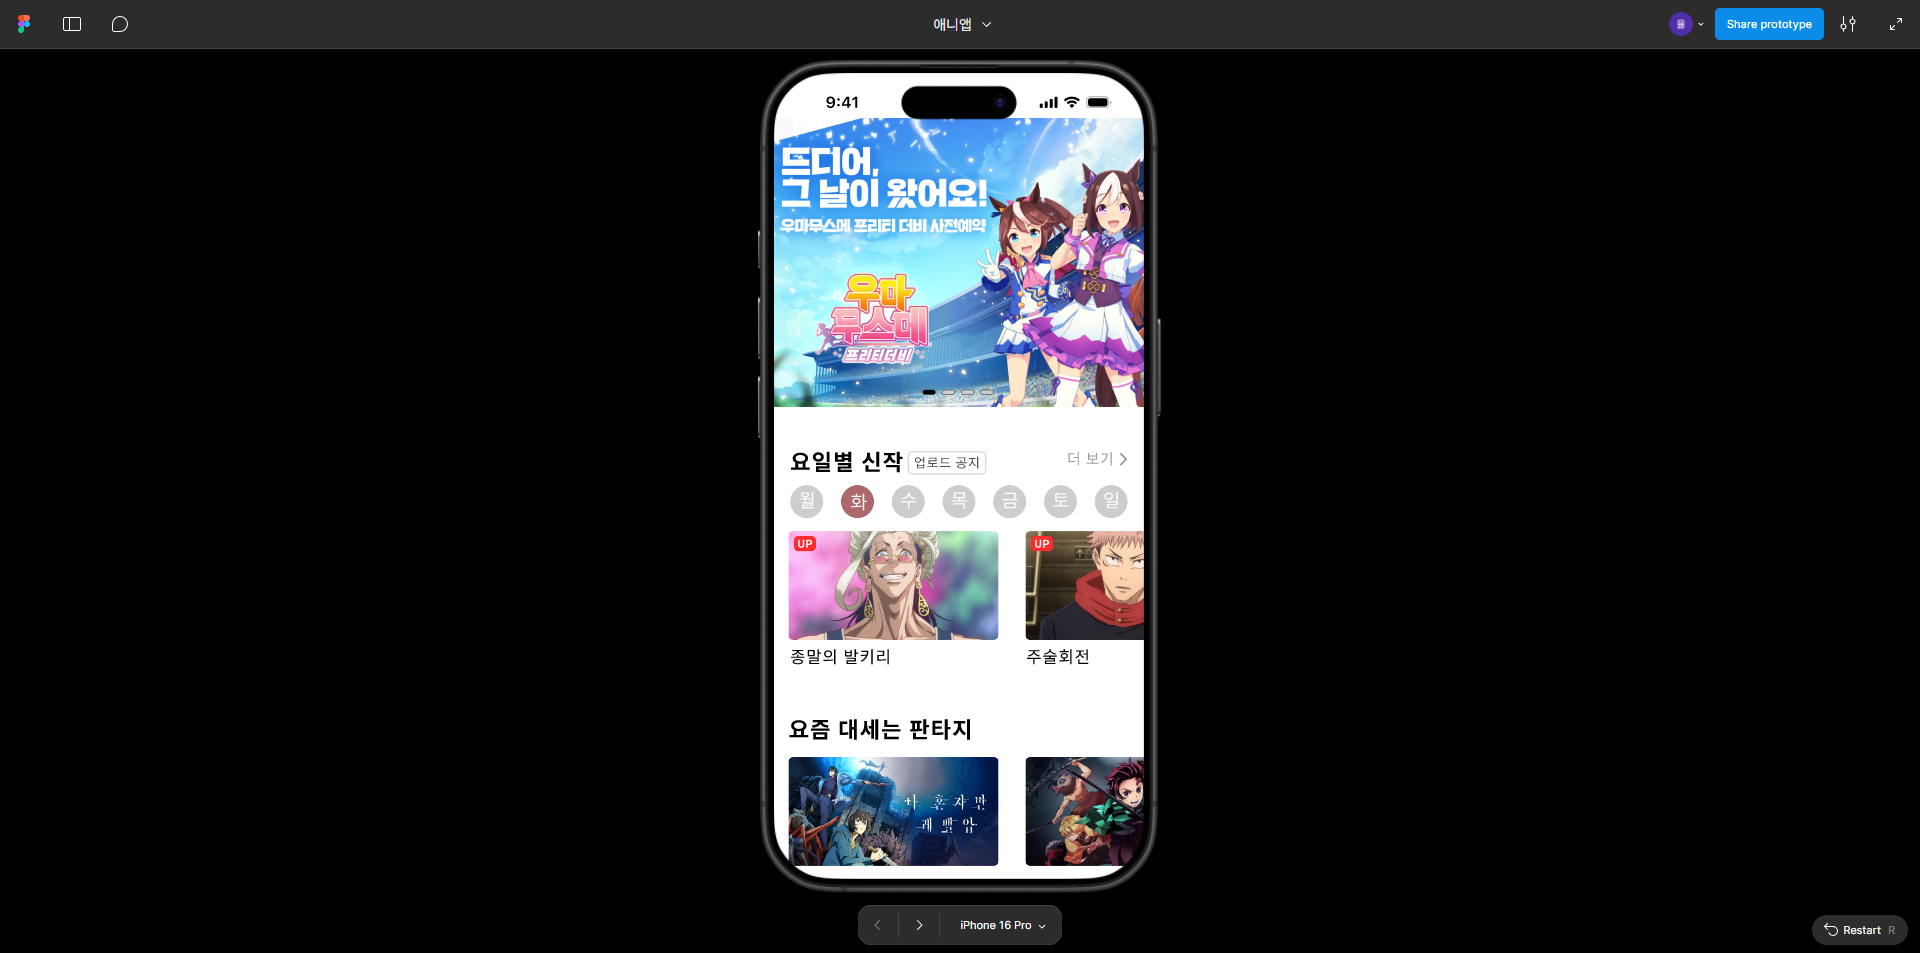 애니앱
Share prototype
9:41
뜨디어,
그 날이 왔어요!
우마무스메 프리티 더비 사전예약
우마
무스메
프리티더비
요일별 신작
업로드 공지
더 보기
월 화 수 목 금 토 일
UP
UP
종말의 발키리
주술회전
요즘 대세는 판타지
나 혼자만
레벨업
iPhone 16 Pro
Restart R